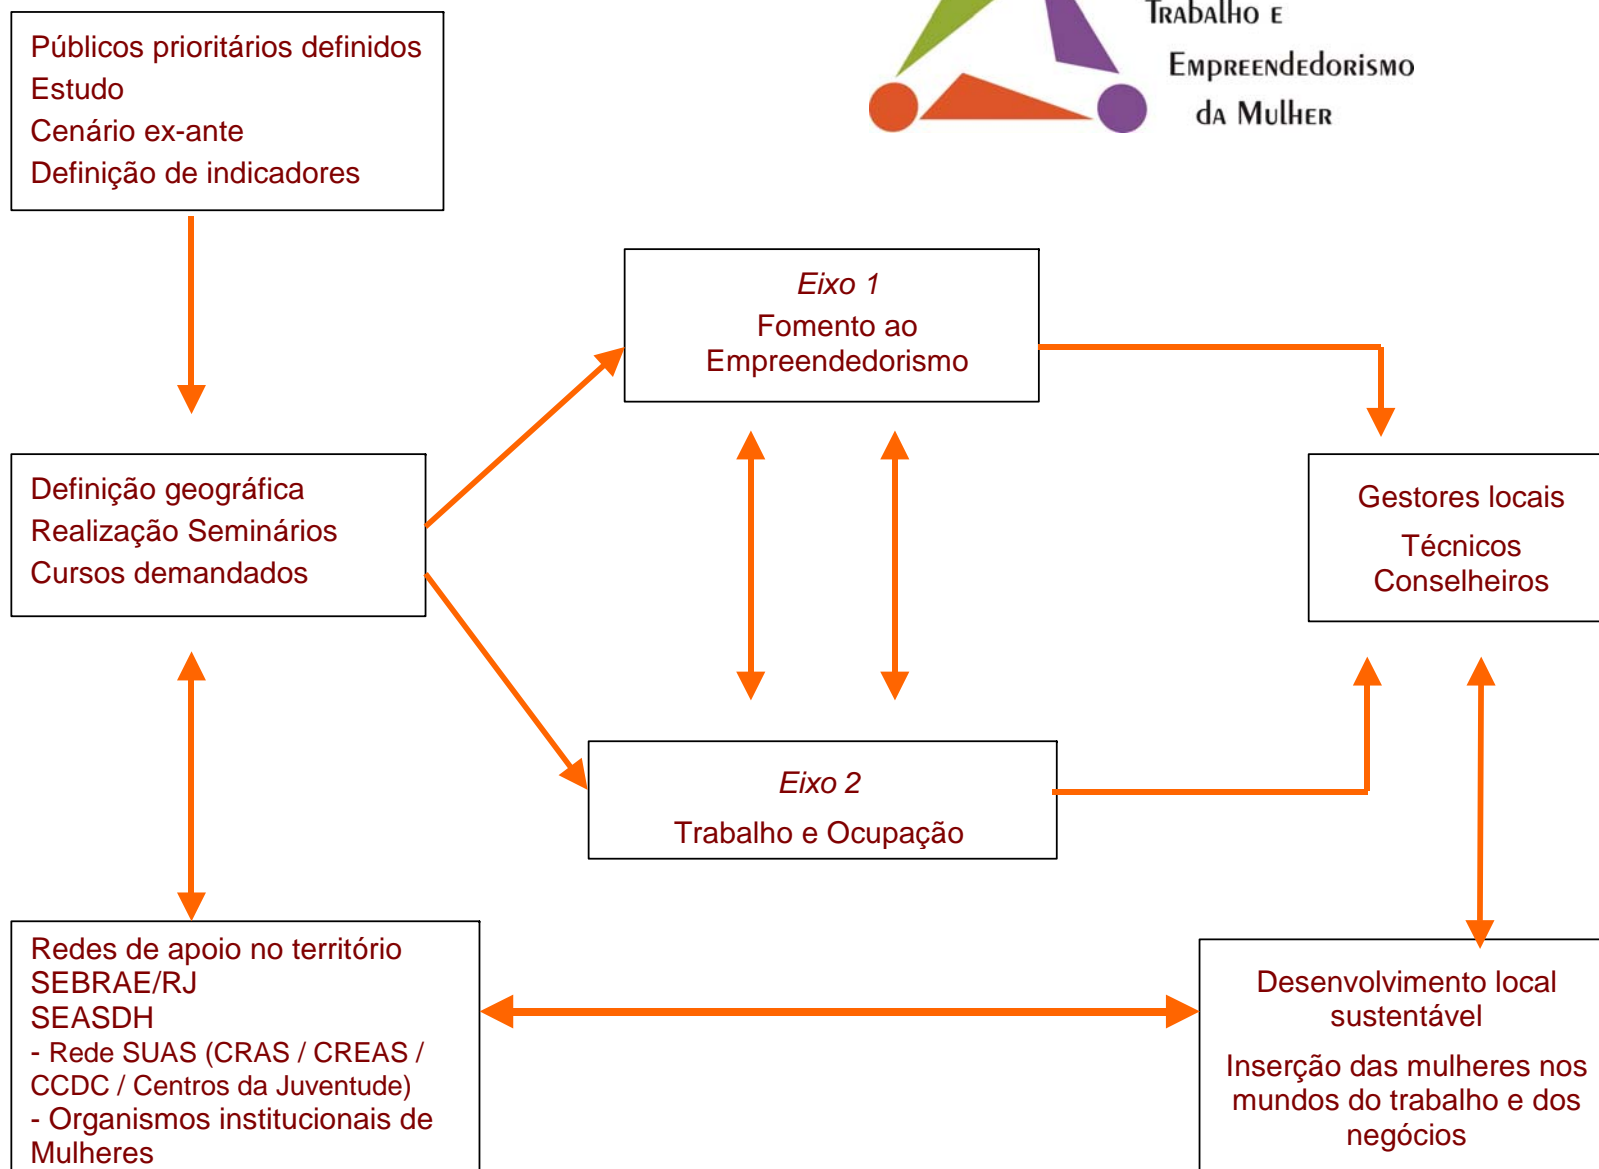 Trabalho e
Empreendedorismo
da Mulher
Públicos prioritários definidos
Estudo
Cenário ex-ante
Definição de indicadores
Eixo 1
Fomento ao
Empreendedorismo
Definição geográfica
Realização Seminários
Cursos demandados
Gestores locais
Técnicos
Conselheiros
Eixo 2
Trabalho e Ocupação
Redes de apoio no território
SEBRAE/RJ
SEASDH
- Rede SUAS (CRAS / CREAS /
CCDC / Centros da Juventude)
- Organismos institucionais de
Mulheres
Desenvolvimento local
sustentável
Inserção das mulheres nos
mundos do trabalho e dos
negócios